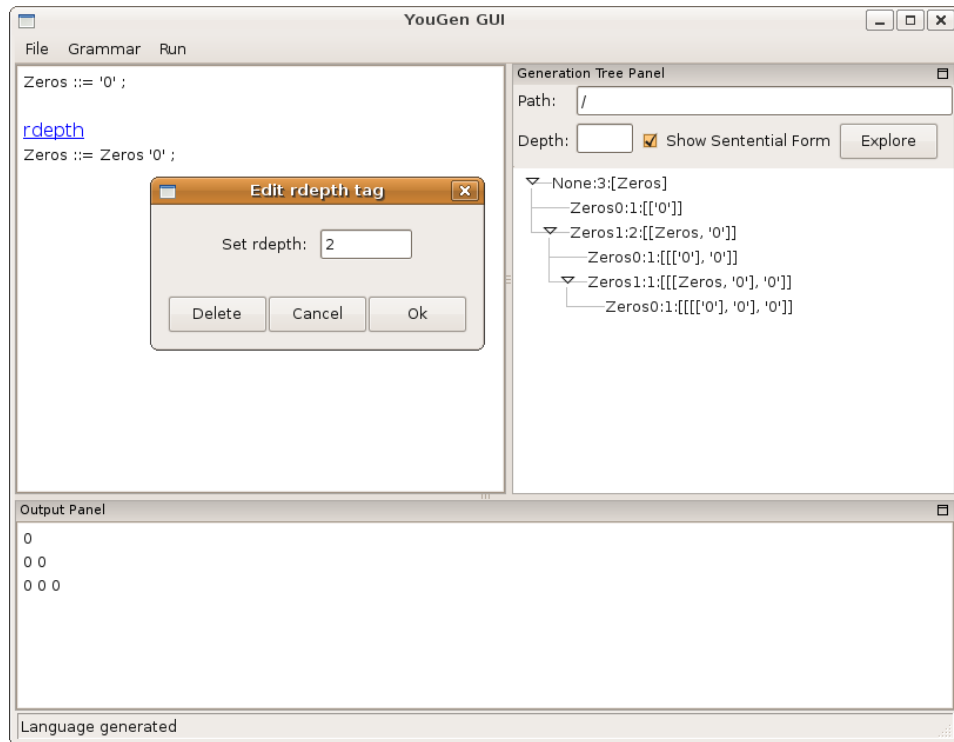 YouGen GUI
File Grammar Run
Zeros ::= '0' ;
rdepth
Zeros ::= Zeros '0' ;
Edit rdepth tag
Set rdepth: 2
Delete Cancel Ok
Generation Tree Panel
Path: /
Depth: Show Sentential Form Explore
None:3:[Zeros]
Zeros0:1:[['0']]
Zeros1:2:[[Zeros, '0']]
Zeros0:1:[[['0'], '0']]
Zeros1:1:[[[Zeros, '0'], '0']]
Zeros0:1:[[[['0'], '0'], '0']]
Output Panel
0
0 0
0 0 0
Language generated